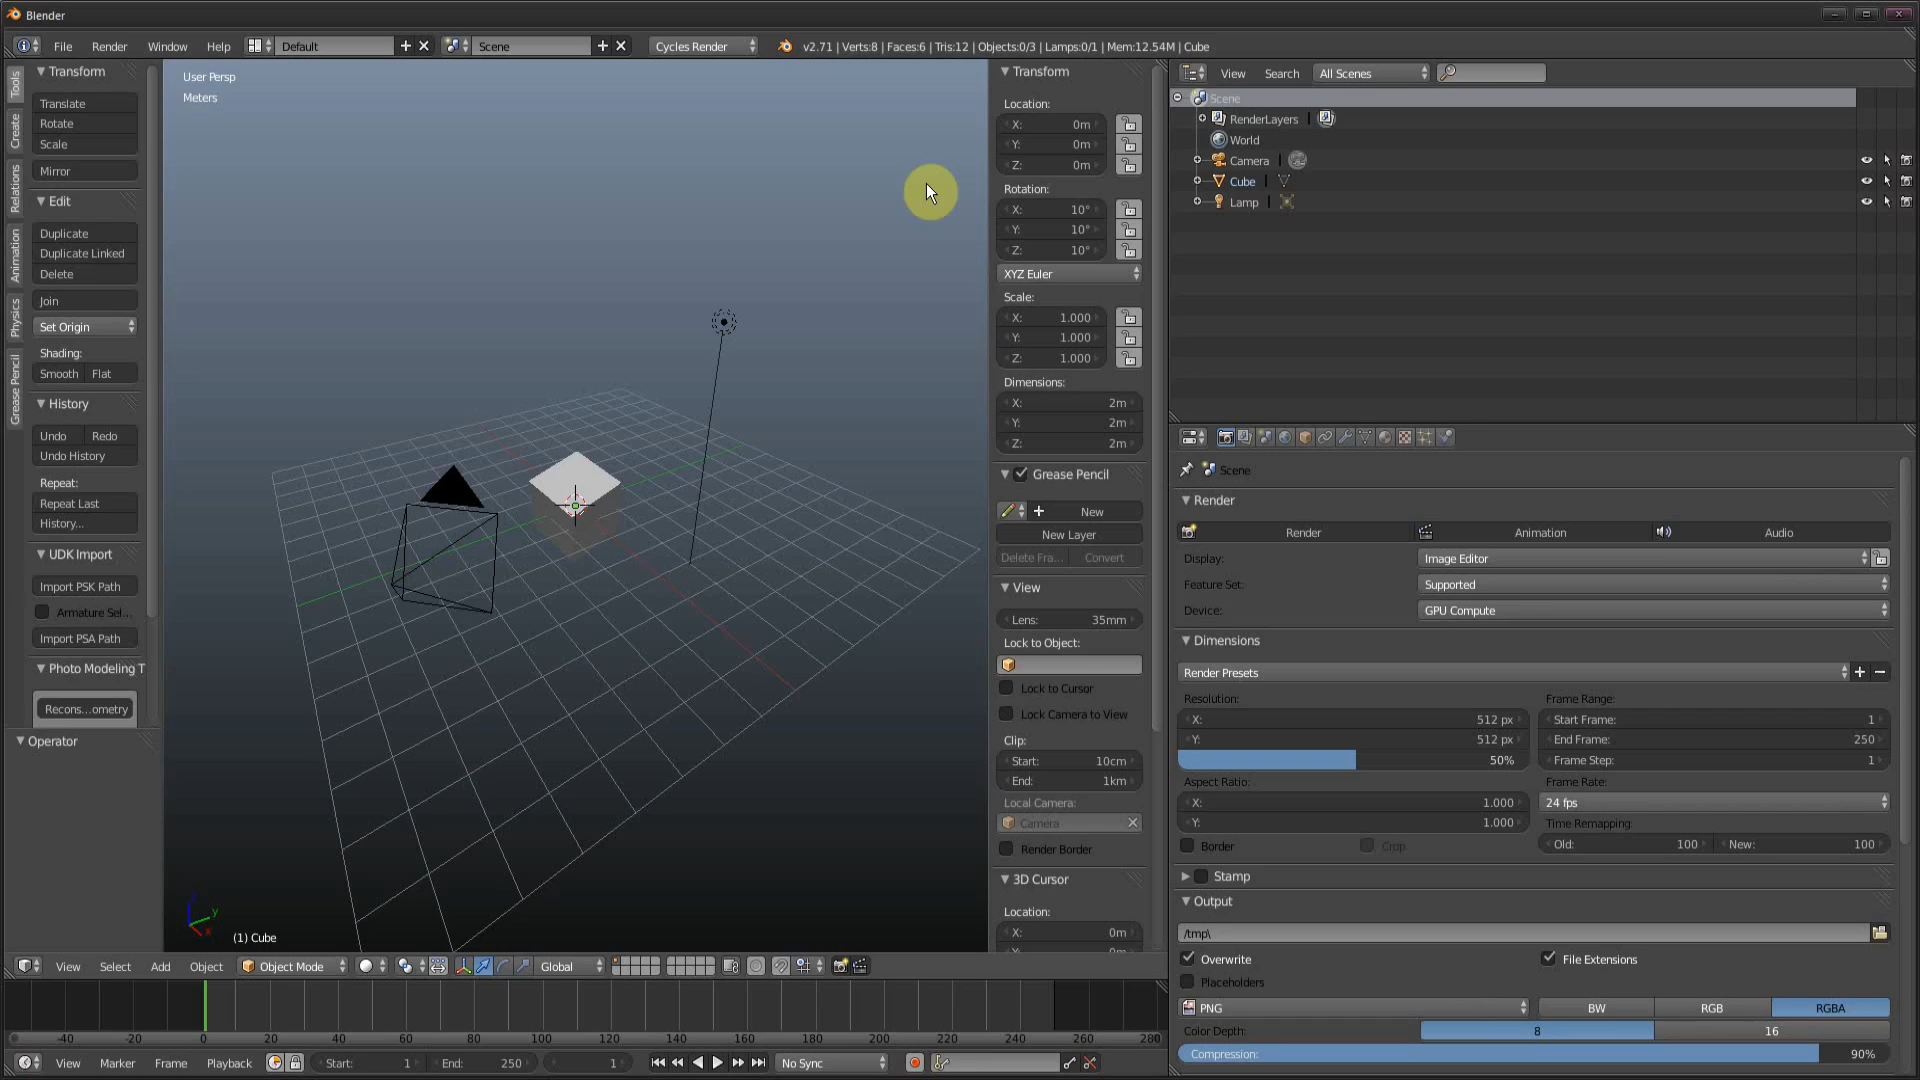 Blender
File Render Window Help Default Scene Cycles Render v2.71 | Verts:8 | Faces:6 | Tris:12 | Objects:0/3 | Lamps:0/1 | Mem:12.54M | Cube
Tools
Create
Relations
Animation
Physics
Grease Pencil
Transform
Translate
Rotate
Scale
Mirror
Edit
Duplicate
Duplicate Linked
Delete
Join
Set Origin
Shading:
Smooth Flat
History
Undo Redo
Undo History
Repeat:
Repeat Last
History...
UDK Import
Import PSK Path
Armature Sel...
Import PSA Path
Photo Modeling T
Recons...ometry
Operator
User Persp
Meters
y
x
(1) Cube
Transform
Location:
X: 0m
Y: 0m
Z: 0m
Rotation:
X: 10°
Y: 10°
Z: 10°
XYZ Euler
Scale:
X: 1.000
Y: 1.000
Z: 1.000
Dimensions:
X: 2m
Y: 2m
Z: 2m
Grease Pencil
New
New Layer
Delete Fra... Convert
View
Lens: 35mm
Lock to Object:
Lock to Cursor
Lock Camera to View
Clip:
Start: 10cm
End: 1km
Local Camera:
Camera
Render Border
3D Cursor
Location:
X: 0m
View Search All Scenes
Scene
RenderLayers
World
Camera
Cube
Lamp
Scene
Render
Render Animation Audio
Display: Image Editor
Feature Set: Supported
Device: GPU Compute
Dimensions
Render Presets
Resolution: Frame Range:
X: 512 px Start Frame: 1
Y: 512 px End Frame: 250
50% Frame Step: 1
Aspect Ratio: Frame Rate:
X: 1.000 24 fps
Y: 1.000 Time Remapping:
Border Crop Old: 100 New: 100
Stamp
Output
/tmp\
Overwrite File Extensions
Placeholders
PNG BW RGB RGBA
Color Depth: 8 16
Compression: 90%
View Select Add Object Object Mode Global
-40 -20 0 20 40 60 80 100 120 140 160 180 200 220 240 260 280
View Marker Frame Playback Start: 1 End: 250 1 No Sync